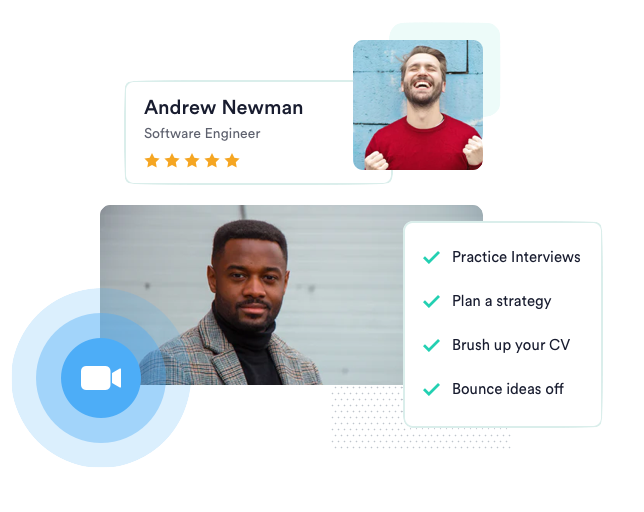 Andrew Newman
Software Engineer
Practice Interviews
Plan a strategy
Brush up your CV
Bounce ideas off